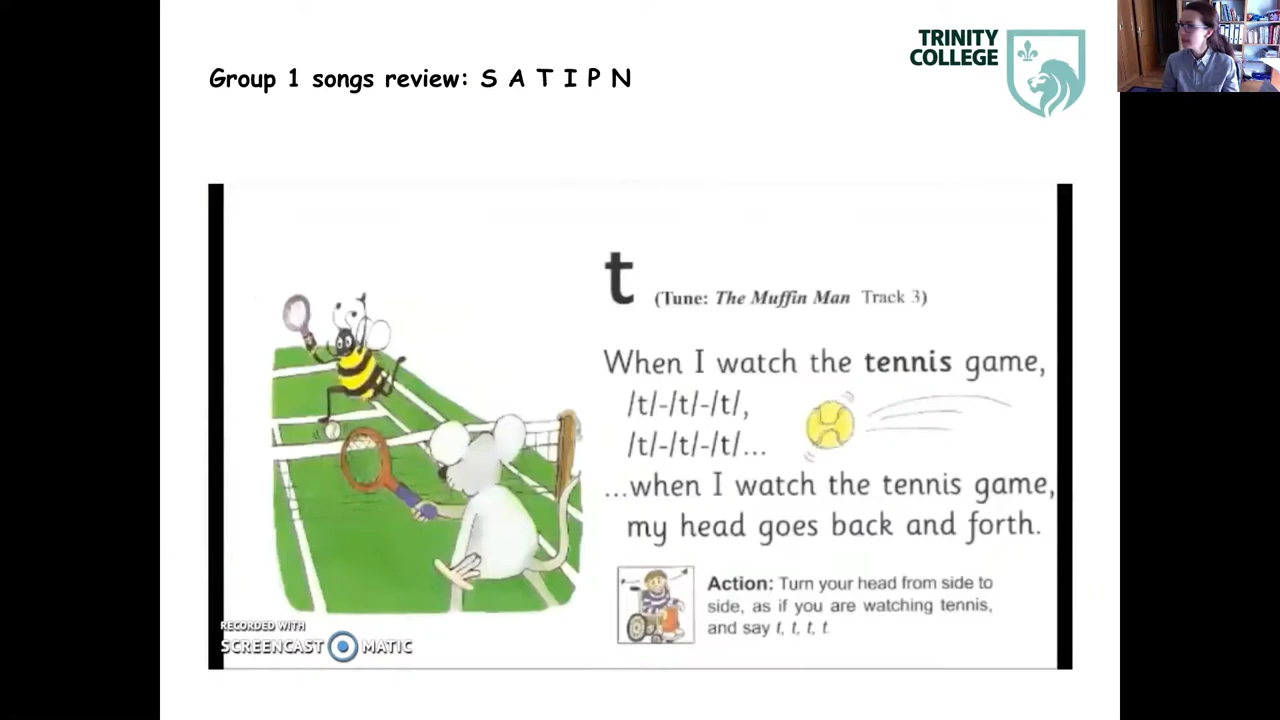 Group 1 songs review: S A T I P N
TRINITY
COLLEGE
t
(Tune: The Muffin Man Track 3)
When I watch the tennis game,
/t/-/t/-/t/,
/t/-/t/-/t/...
...when I watch the tennis game,
my head goes back and forth.
Action: Turn your head from side to
side, as if you are watching tennis,
and say t, t, t, t.
RECORDED WITH
SCREENCAST MATIC